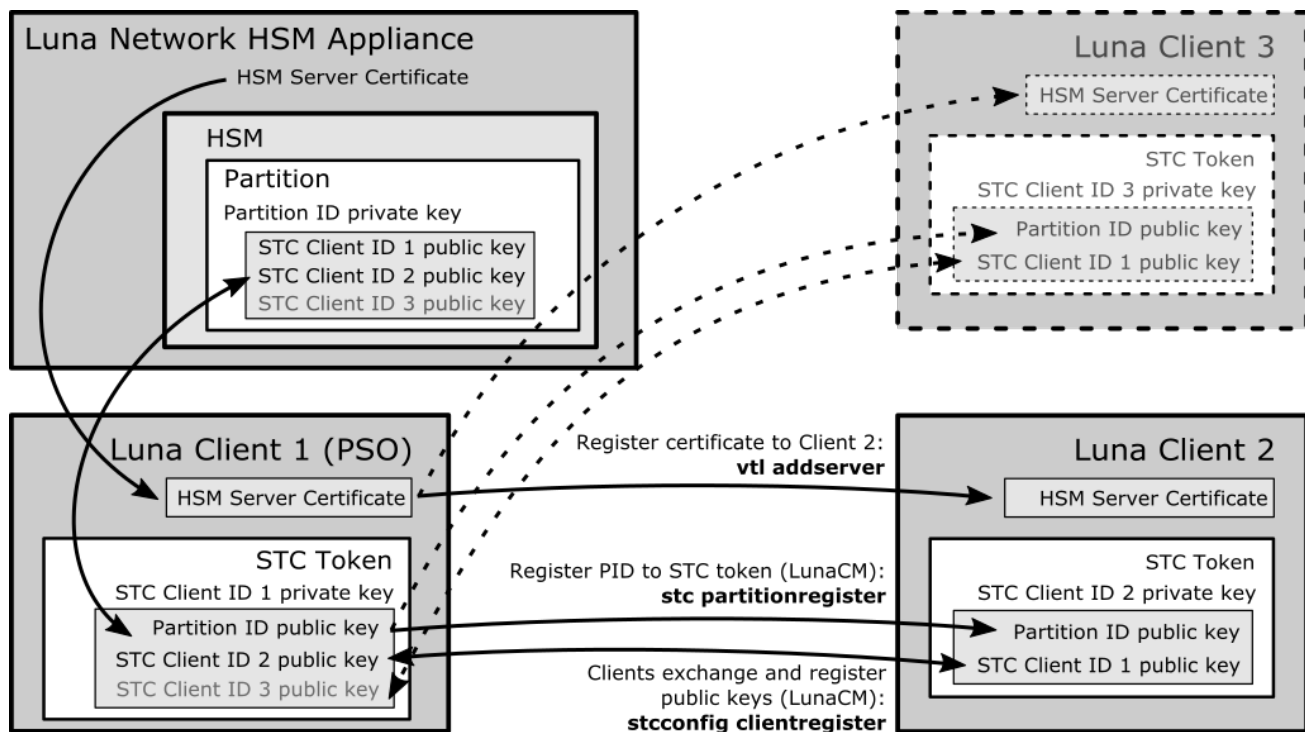 Luna Network HSM Appliance
HSM Server Certificate
HSM
Partition
Partition ID private key
STC Client ID 1 public key
STC Client ID 2 public key
STC Client ID 3 public key
Luna Client 3
HSM Server Certificate
STC Token
STC Client ID 3 private key
Partition ID public key
STC Client ID 1 public key
Luna Client 1 (PSO)
HSM Server Certificate
STC Token
STC Client ID 1 private key
Partition ID public key
STC Client ID 2 public key
STC Client ID 3 public key
Register certificate to Client 2:
vtl addserver
Register PID to STC token (LunaCM):
stc partitionregister
Clients exchange and register
public keys (LunaCM):
stcconfig clientregister
Luna Client 2
HSM Server Certificate
STC Token
STC Client ID 2 private key
Partition ID public key
STC Client ID 1 public key